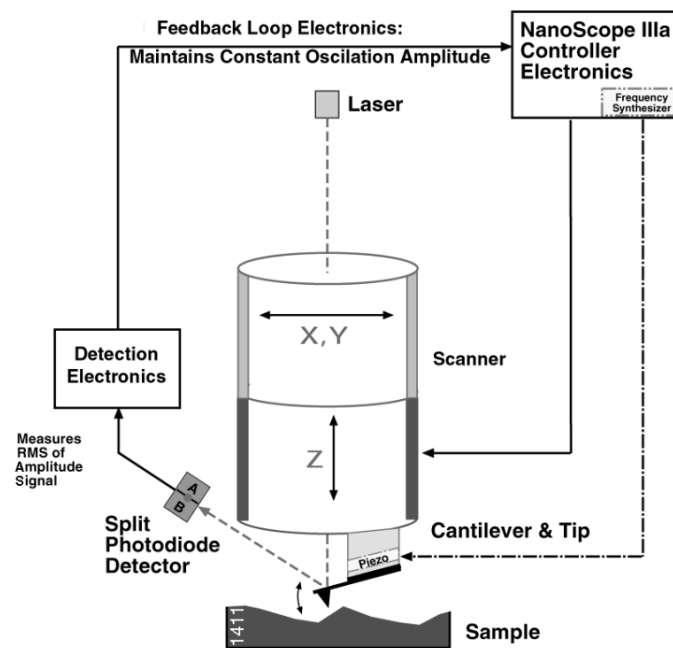 Feedback Loop Electronics:
Maintains Constant Oscilation Amplitude
NanoScope IIIa
Controller
Electronics
Frequency
Synthesizer
Laser
X,Y
Scanner
Detection
Electronics
Z
Measures
RMS of
Amplitude
Signal
A
B
Split
Photodiode
Detector
Cantilever & Tip
Piezo
1411
Sample